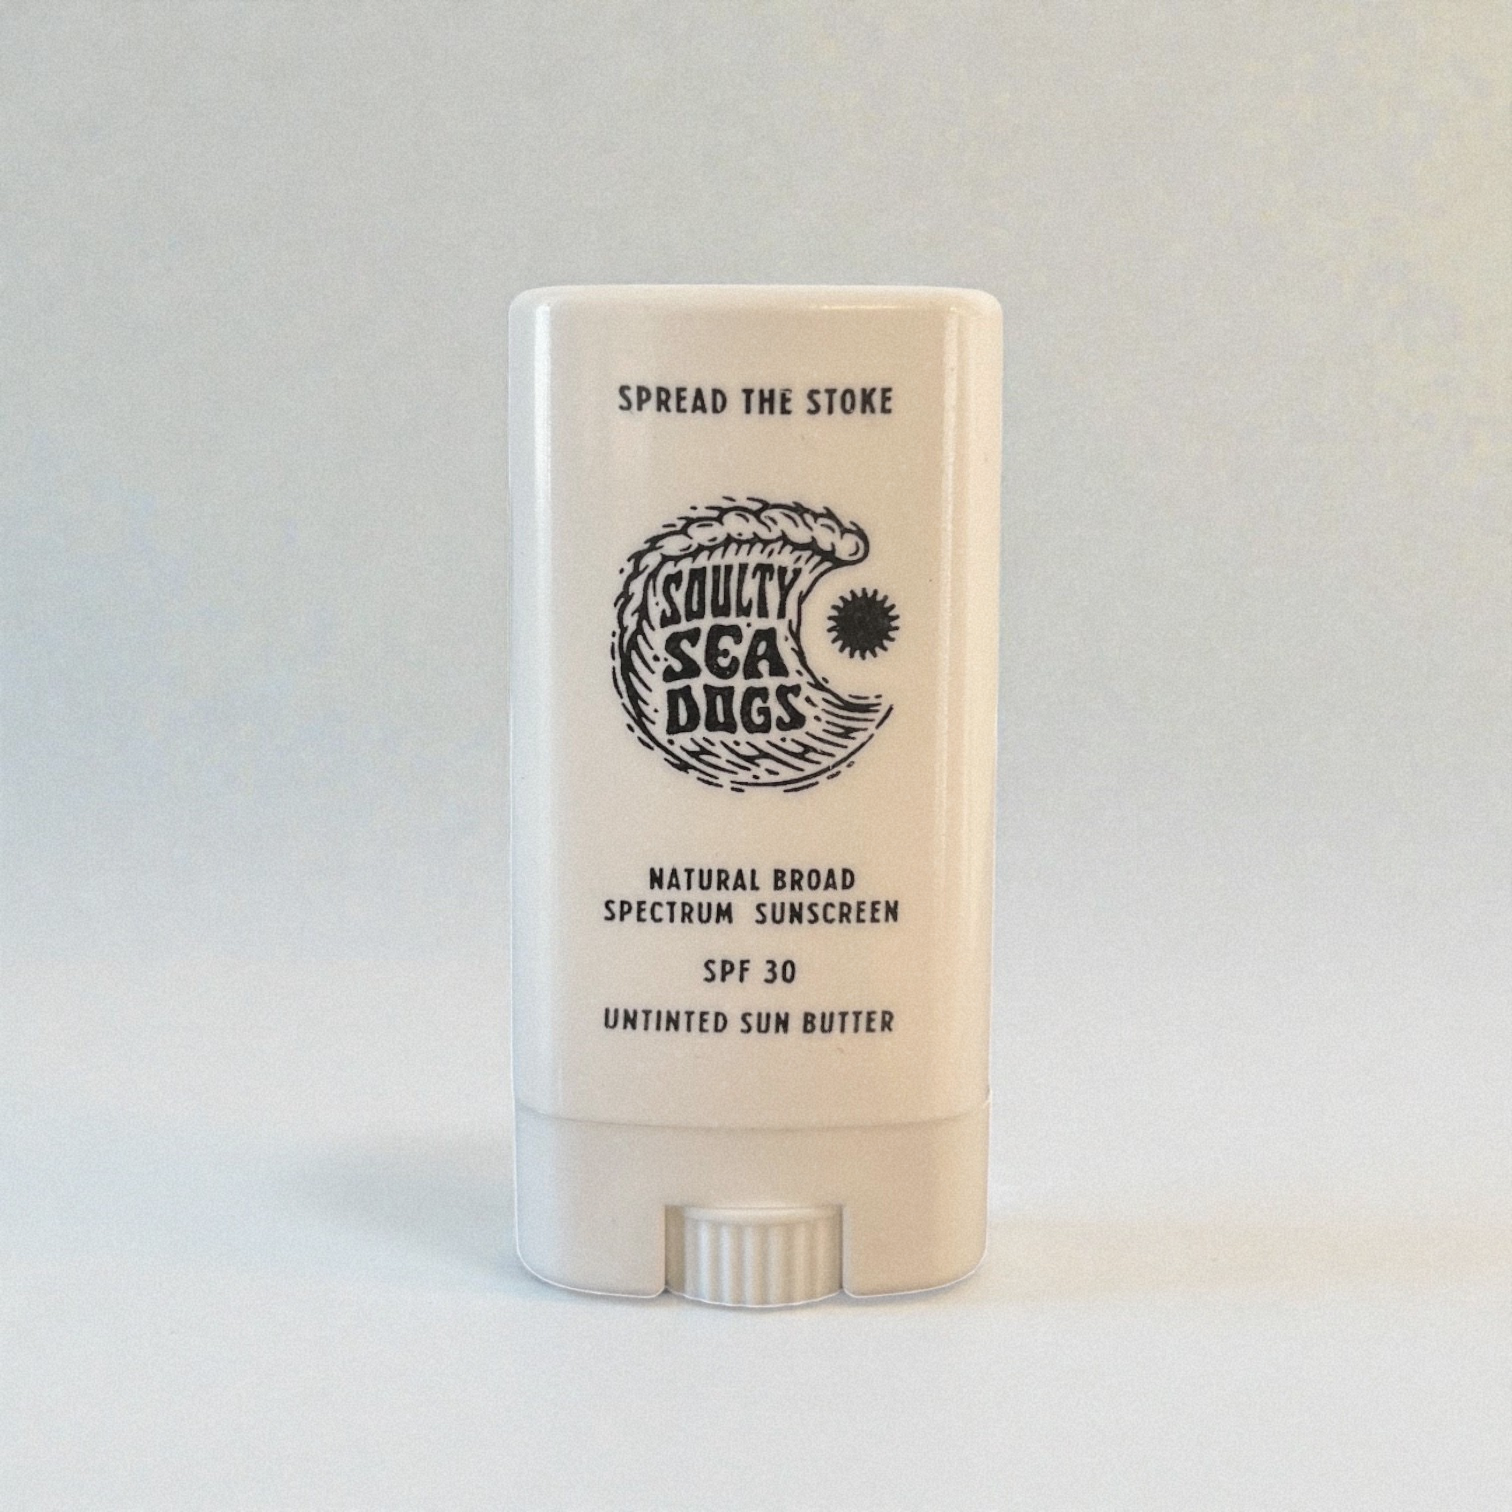 SPREAD THE STOKE
SOULTY
SEA
DOGS
NATURAL BROAD
SPECTRUM SUNSCREEN
SPF 30
UNTINTED SUN BUTTER